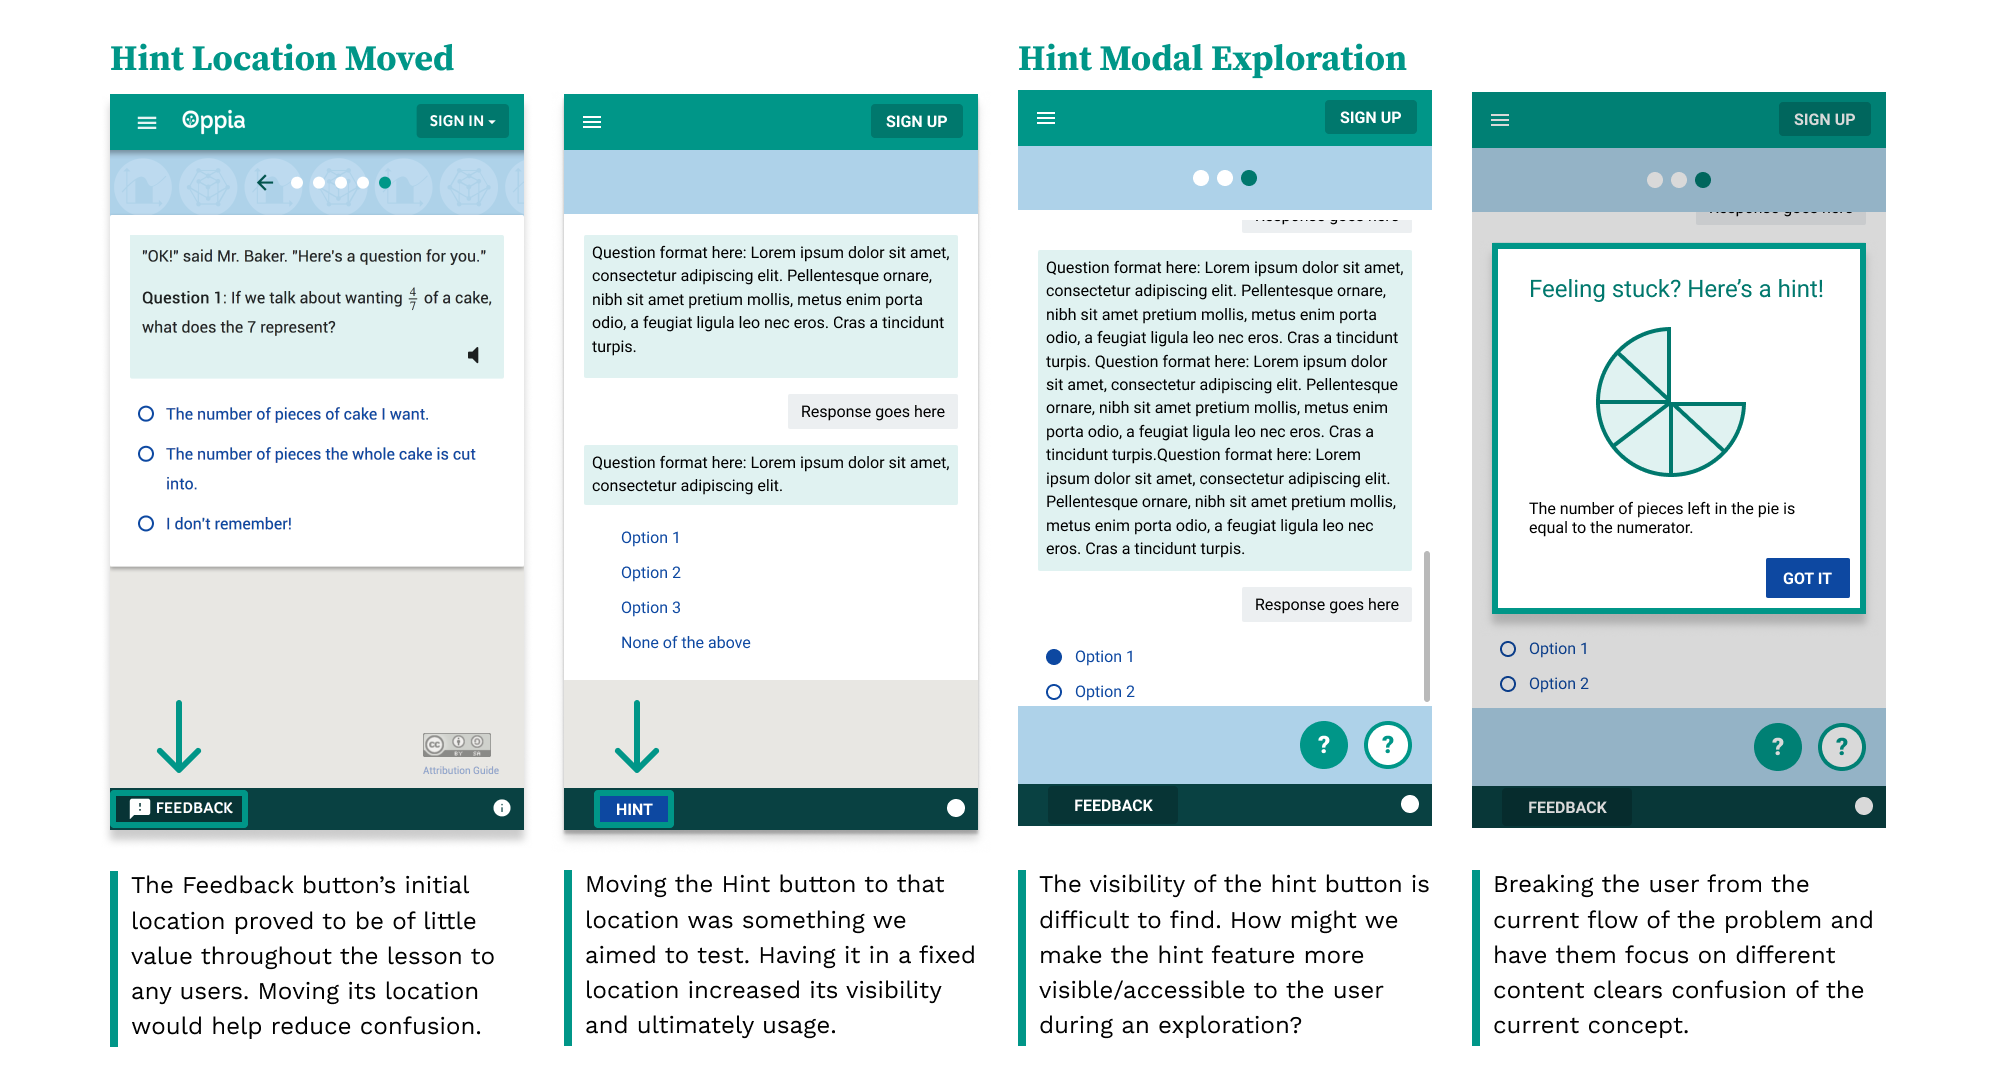 Hint Location Moved
Oppia
SIGN IN
"OK!" said Mr. Baker. "Here's a question for you."
Question 1: If we talk about wanting 4/7 of a cake,
what does the 7 represent?
The number of pieces of cake I want.
The number of pieces the whole cake is cut
into.
I don't remember!
cc
BY SA
Attribution Guide
FEEDBACK
The Feedback button’s initial
location proved to be of little
value throughout the lesson to
any users. Moving its location
would help reduce confusion.
SIGN UP
Question format here: Lorem ipsum dolor sit amet,
consectetur adipiscing elit. Pellentesque ornare,
nibh sit amet pretium mollis, metus enim porta
odio, a feugiat ligula leo nec eros. Cras a tincidunt
turpis.
Response goes here
Question format here: Lorem ipsum dolor sit amet,
consectetur adipiscing elit.
Option 1
Option 2
Option 3
None of the above
HINT
Moving the Hint button to that
location was something we
aimed to test. Having it in a fixed
location increased its visibility
and ultimately usage.
Hint Modal Exploration
SIGN UP
Response goes here
Question format here: Lorem ipsum dolor sit amet,
consectetur adipiscing elit. Pellentesque ornare,
nibh sit amet pretium mollis, metus enim porta
odio, a feugiat ligula leo nec eros. Cras a tincidunt
turpis. Question format here: Lorem ipsum dolor
sit amet, consectetur adipiscing elit. Pellentesque
ornare, nibh sit amet pretium mollis, metus enim
porta odio, a feugiat ligula leo nec eros. Cras a
tincidunt turpis.Question format here: Lorem
ipsum dolor sit amet, consectetur adipiscing elit.
Pellentesque ornare, nibh sit amet pretium mollis,
metus enim porta odio, a feugiat ligula leo nec
eros. Cras a tincidunt turpis.
Response goes here
Option 1
Option 2
? ?
FEEDBACK
The visibility of the hint button is
difficult to find. How might we
make the hint feature more
visible/accessible to the user
during an exploration?
SIGN UP
Response goes here
Feeling stuck? Here’s a hint!
The number of pieces left in the pie is
equal to the numerator.
GOT IT
Option 1
Option 2
? ?
FEEDBACK
Breaking the user from the
current flow of the problem and
have them focus on different
content clears confusion of the
current concept.